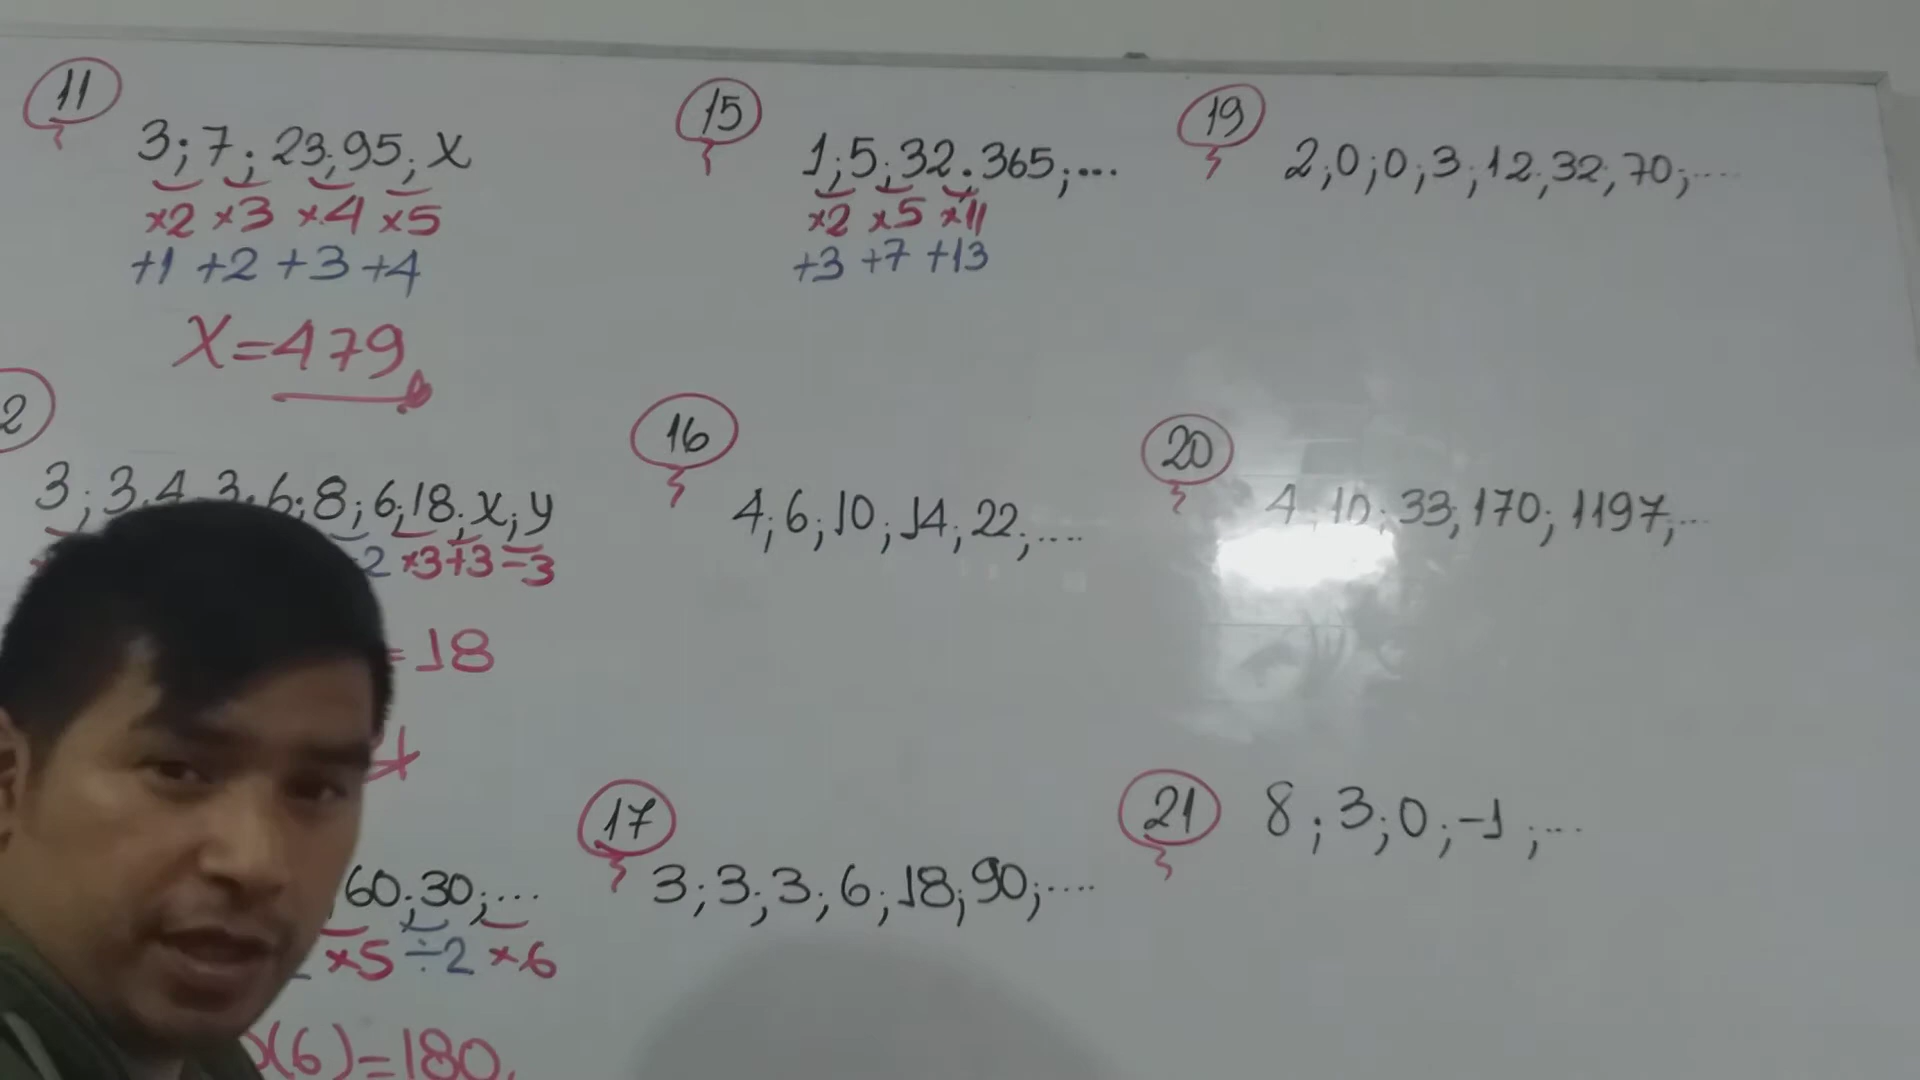 11
3; 7; 23; 95; X
×2 ×3 ×4 ×5
+1 +2 +3 +4
X=479
2
3; 3; 4; 3; 6; 8; 6; 18; X; y
2 ×3 +3 -3
=18
60; 30; ...
×5 ÷2 ×6
(6)=180
15
1; 5; 32; 365; ...
×2 ×5 ×11
+3 +7 +13
16
4; 6; 10; 14; 22; ....
17
3; 3; 3; 6; 18; 90; ....
19
2; 0; 0; 3; 12; 32; 70; ....
20
4; 10; 33; 170; 1197; ...
21
8; 3; 0; -1; ...